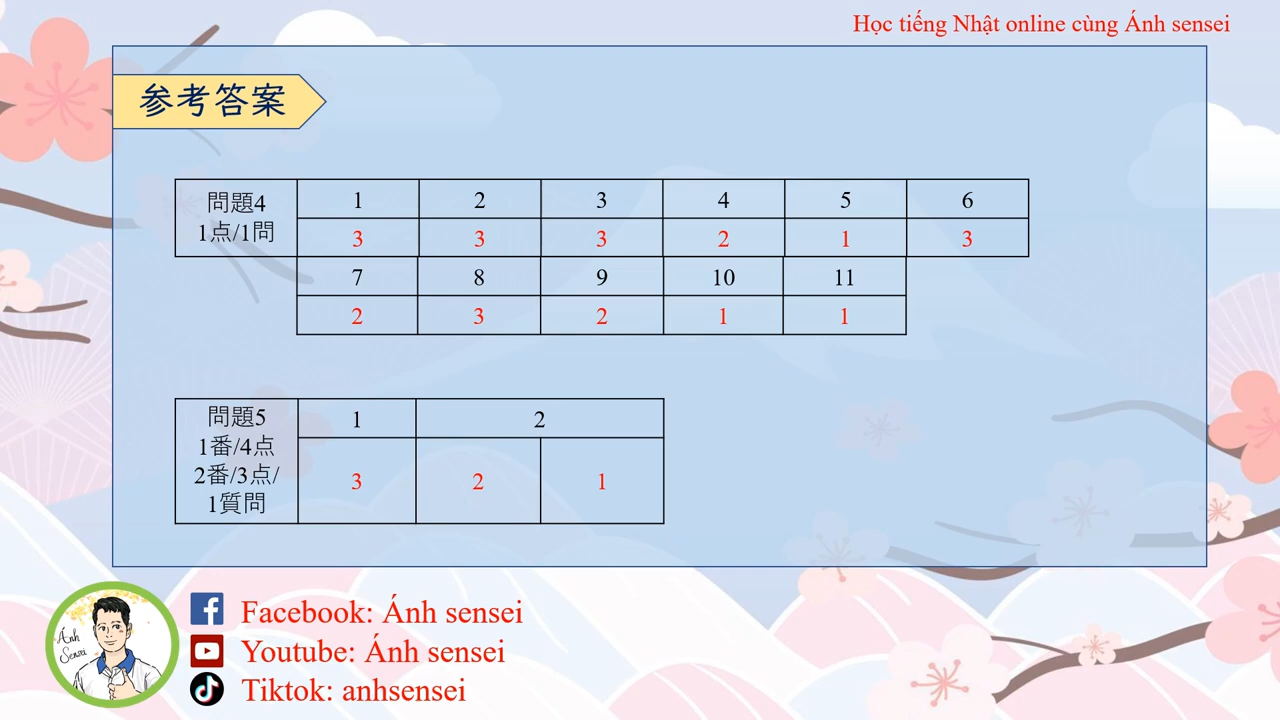 Học tiếng Nhật online cùng Ánh sensei
参考答案
問題4
1点/1問
1 2 3 4 5 6
3 3 3 2 1 3
7 8 9 10 11
2 3 2 1 1
問題5
1番/4点
2番/3点/
1質問
1 2
3 2 1
Ánh
Sensei
Facebook: Ánh sensei
Youtube: Ánh sensei
Tiktok: anhsensei